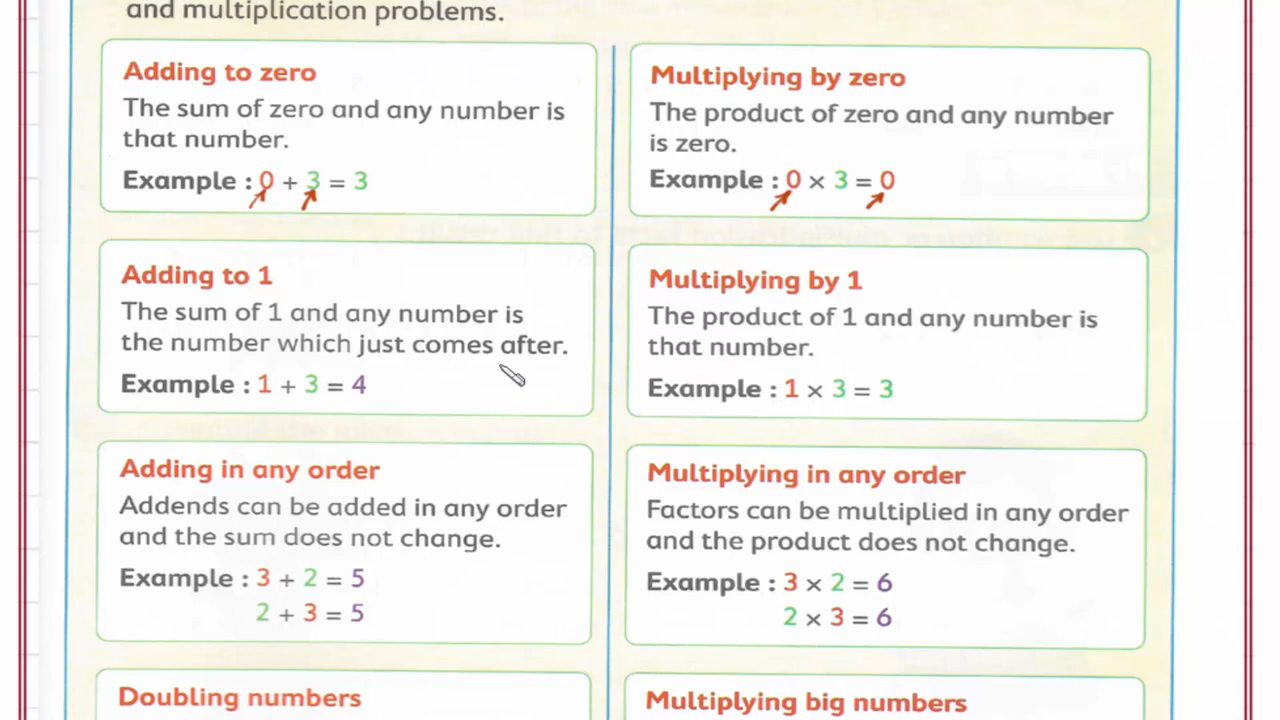 and multiplication problems.
Adding to zero
The sum of zero and any number is
that number.
Example : 0 + 3 = 3
Multiplying by zero
The product of zero and any number
is zero.
Example : 0 × 3 = 0
Adding to 1
The sum of 1 and any number is
the number which just comes after.
Example : 1 + 3 = 4
Multiplying by 1
The product of 1 and any number is
that number.
Example : 1 × 3 = 3
Adding in any order
Addends can be added in any order
and the sum does not change.
Example : 3 + 2 = 5
2 + 3 = 5
Multiplying in any order
Factors can be multiplied in any order
and the product does not change.
Example : 3 × 2 = 6
2 × 3 = 6
Doubling numbers
Multiplying big numbers